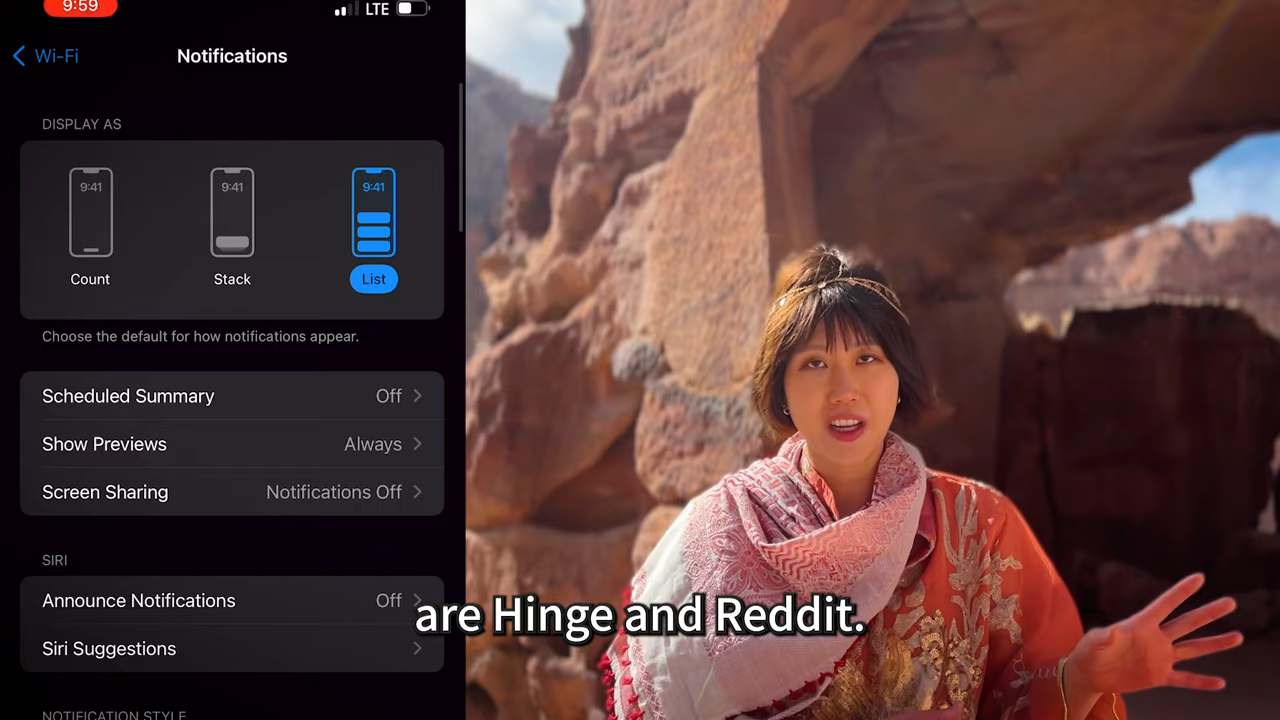 9:59
LTE
Wi-Fi
Notifications
DISPLAY AS
9:41
9:41
9:41
Count
Stack
List
Choose the default for how notifications appear.
Scheduled Summary Off
Show Previews Always
Screen Sharing Notifications Off
SIRI
Announce Notifications Off
Siri Suggestions
NOTIFICATION STYLE
are Hinge and Reddit.